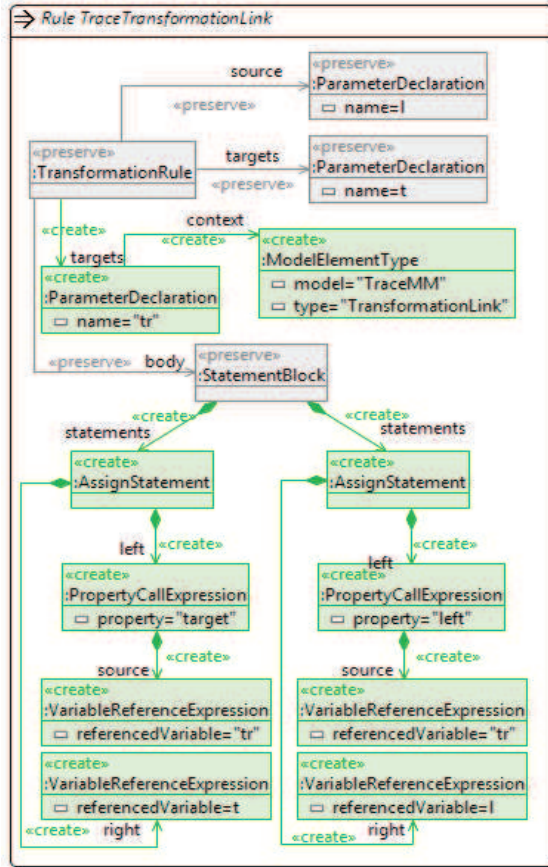 Rule TraceTransformationLink
«preserve»
source
:ParameterDeclaration
name=l
«preserve»
«preserve»
targets
:ParameterDeclaration
«preserve»
name=t
«preserve»
:TransformationRule
context
«create»
«create»
«create»
targets
:ModelElementType
model="TraceMM"
type="TransformationLink"
«create»
:ParameterDeclaration
name="tr"
«preserve»
body
«preserve»
:StatementBlock
«create»
«create»
statements
statements
«create»
:AssignStatement
«create»
:AssignStatement
left
«create»
left
«create»
«create»
:PropertyCallExpression
property="target"
«create»
:PropertyCallExpression
property="left"
source
«create»
source
«create»
«create»
:VariableReferenceExpression
referencedVariable="tr"
«create»
:VariableReferenceExpression
referencedVariable="tr"
:VariableReferenceExpression
referencedVariable=t
:VariableReferenceExpression
referencedVariable=l
«create»
right
«create»
right